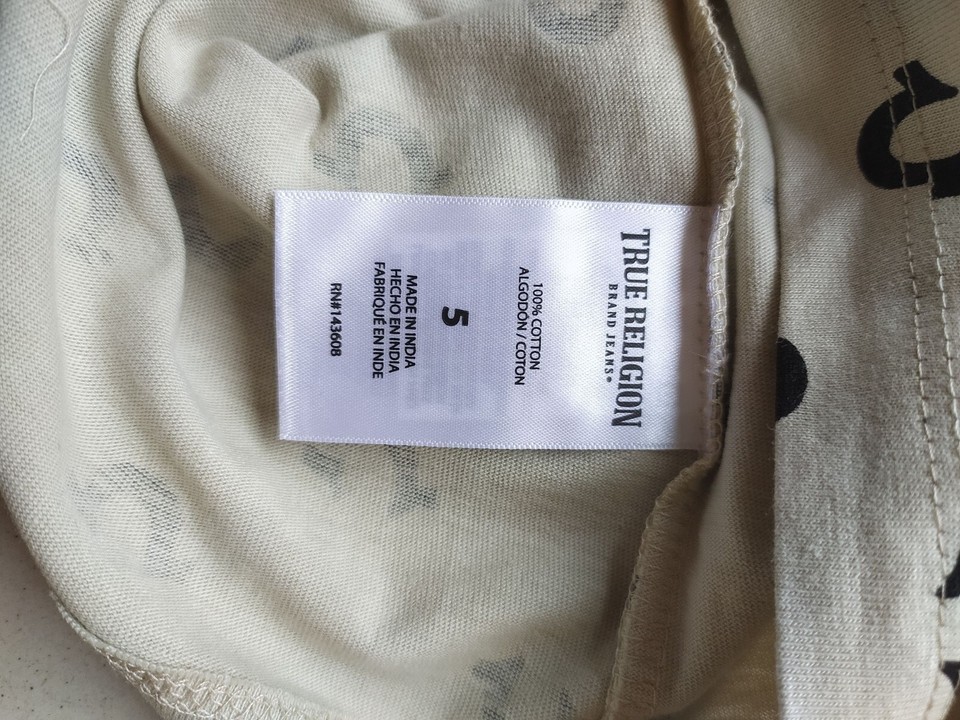 TRUE RELIGION
BRAND JEANS®
100% COTTON
ALGODÓN / COTON
5
MADE IN INDIA
HECHO EN INDIA
FABRIQUÉ EN INDE
RN#143608